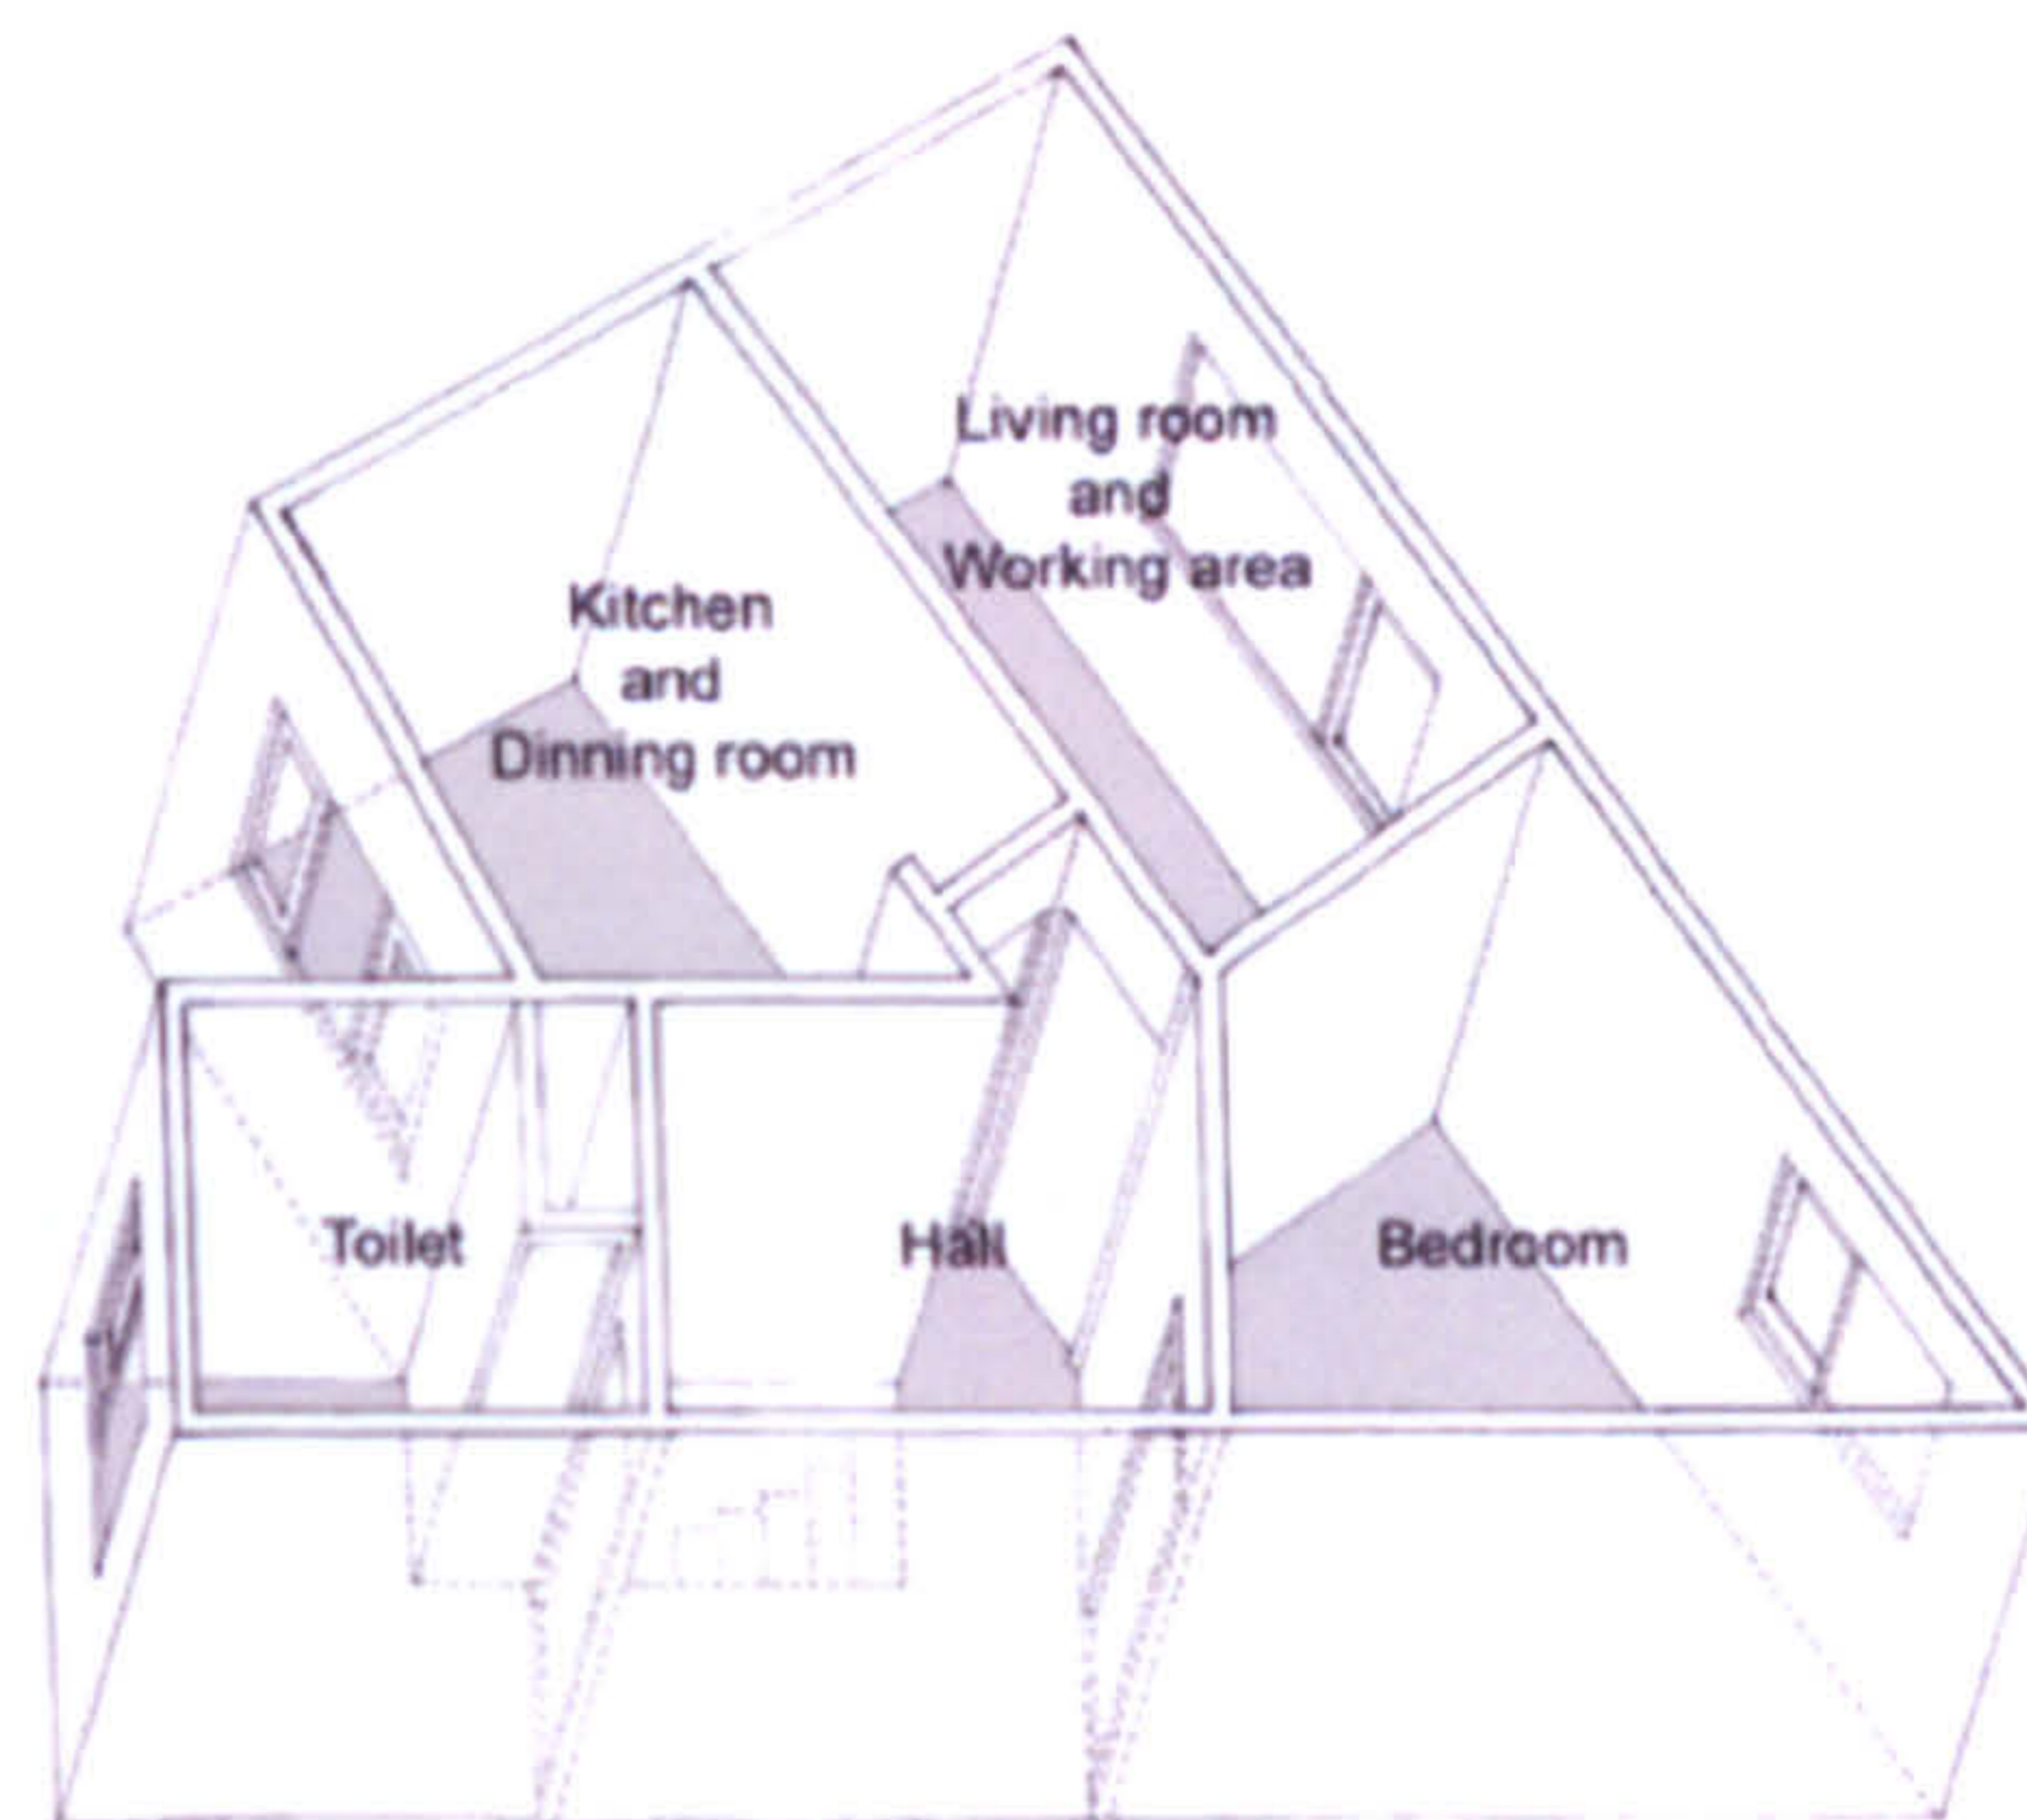 Living room
and
Working area
Kitchen
and
Dinning room
Toilet
Hall
Bedroom